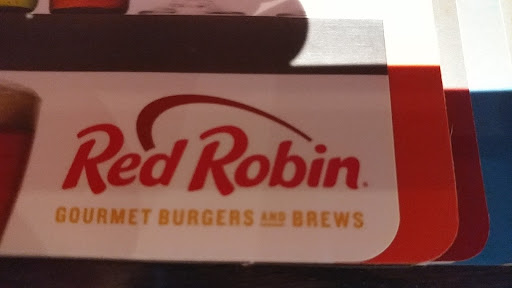 Red Robin.
GOURMET BURGERS AND BREWS